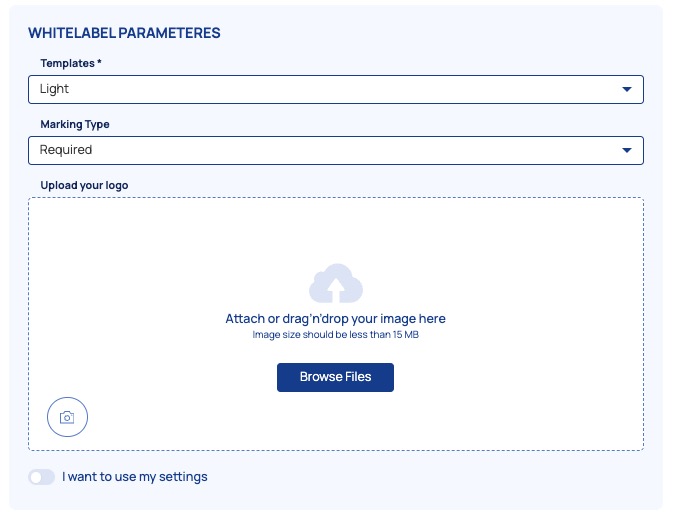 WHITELABEL PARAMETERES
Templates *
Light
Marking Type
Required
Upload your logo
Attach or drag'n'drop your image here
Image size should be less than 15 MB
Browse Files
I want to use my settings